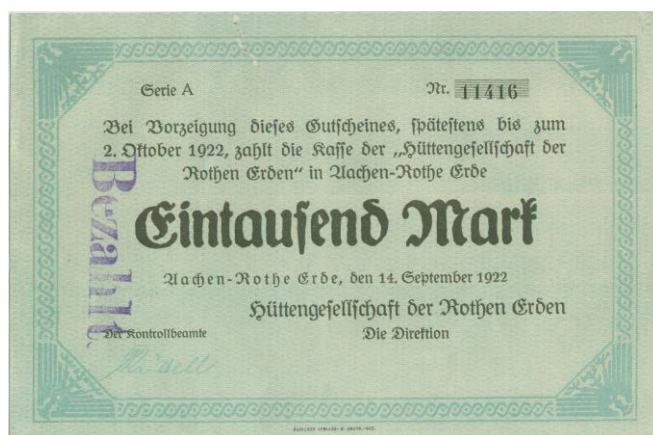 Serie A
Nr. 11416
Bei Vorzeigung dieses Gutscheines, spätestens bis zum
2. Oktober 1922, zahlt die Kasse der „Hüttengesellschaft der
Rothen Erden“ in Aachen-Rothe Erde
Eintausend Mark
Aachen-Rothe Erde, den 14. September 1922
Hüttengesellschaft der Rothen Erden
Der Kontrollbeamte
Die Direktion
Bezahlt